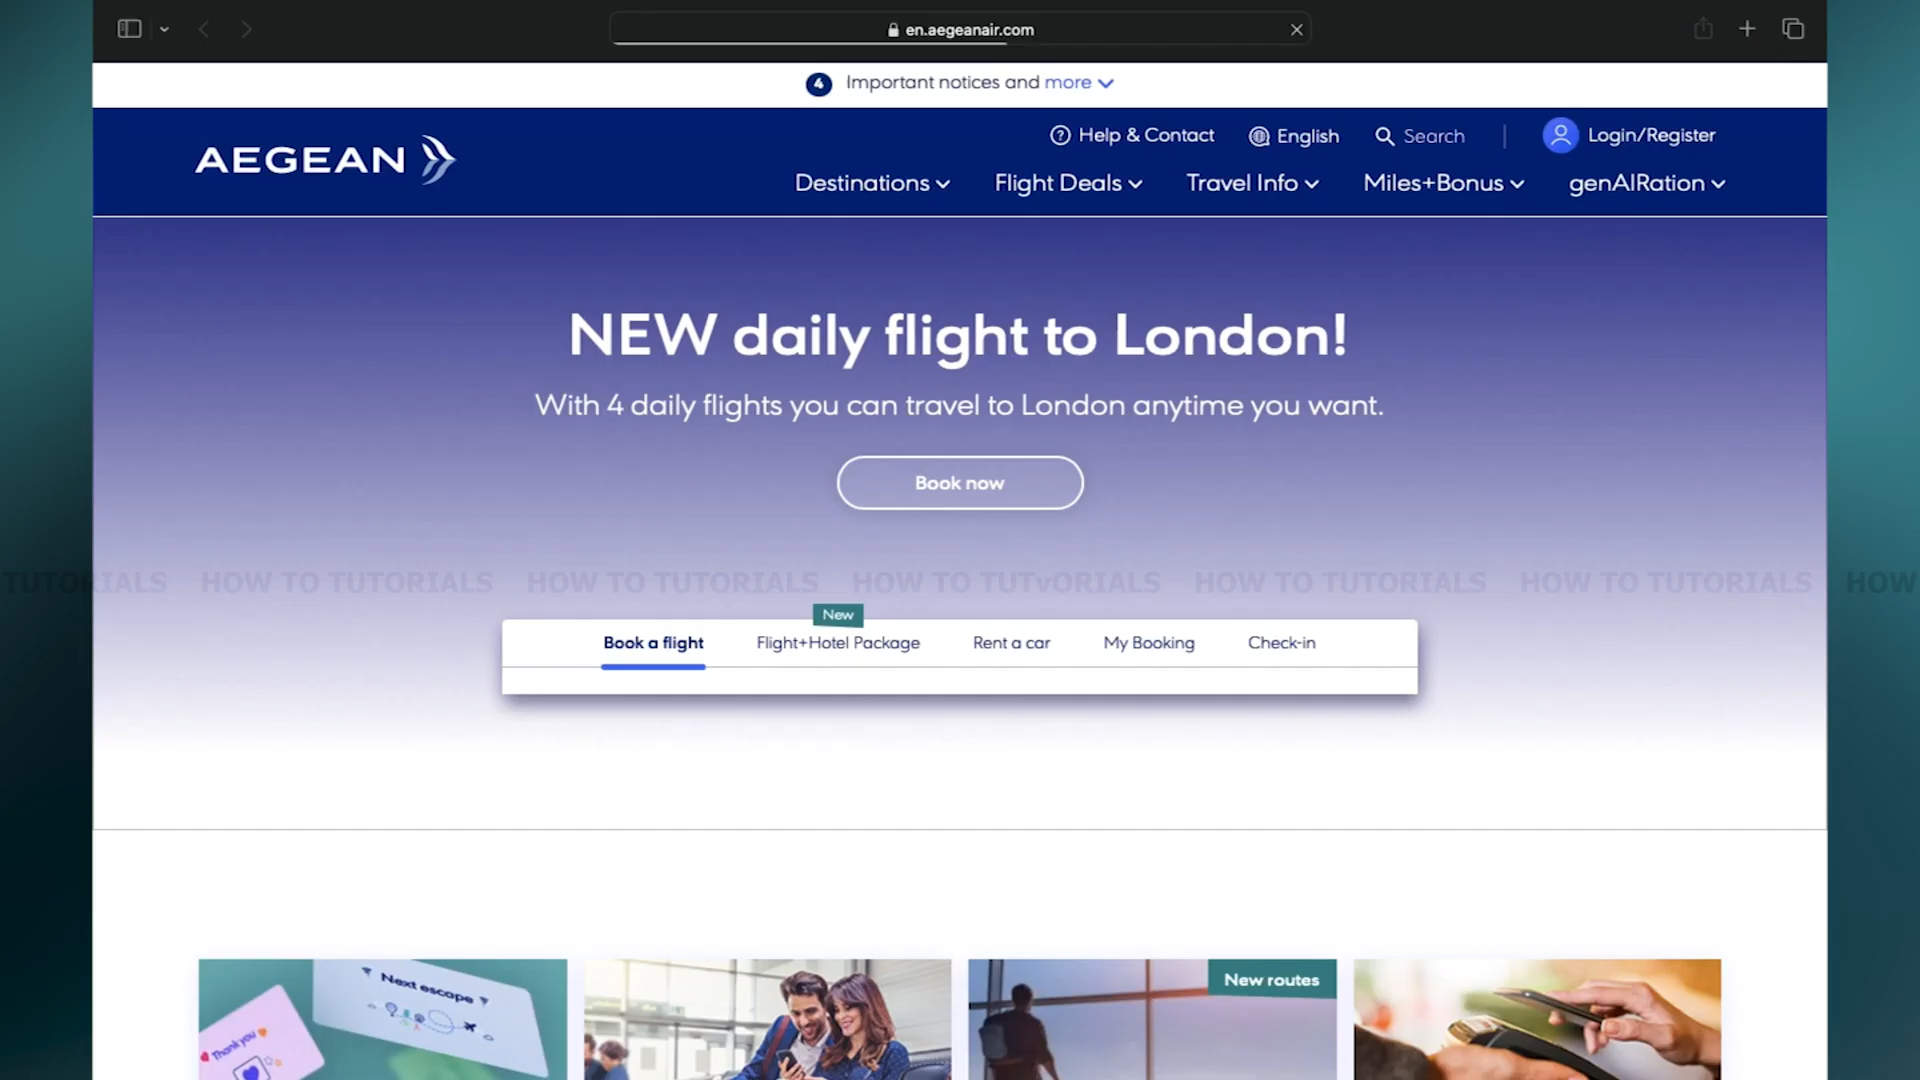 en.aegeanair.com
4 Important notices and more
Help & Contact English Search Login/Register
AEGEAN
Destinations Flight Deals Travel Info Miles+Bonus genAIRation
NEW daily flight to London!
With 4 daily flights you can travel to London anytime you want.
Book now
TUTORIALS HOW TO TUTORIALS HOW TO TUTORIALS HOW TO TUTvORIALS HOW TO TUTORIALS HOW TO TUTORIALS HOW
New
Book a flight Flight+Hotel Package Rent a car My Booking Check-in
Next escape
New routes
Thank you